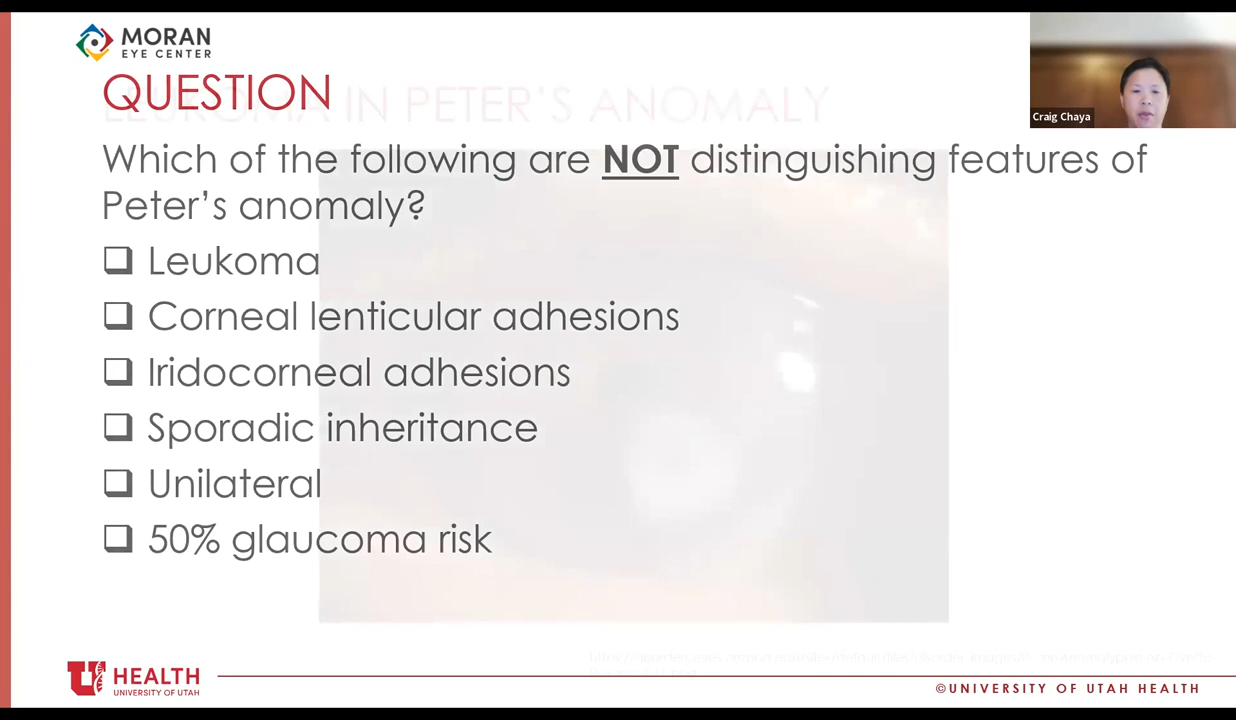 MORAN
EYE CENTER
QUESTION
LEUKOMA IN PETER'S ANOMALY
Craig Chaya
Which of the following are NOT distinguishing features of
Peter's anomaly?
Leukoma
Corneal lenticular adhesions
Iridocorneal adhesions
Sporadic inheritance
Unilateral
50% glaucoma risk
U HEALTH
UNIVERSITY OF UTAH
©UNIVERSITY OF UTAH HEALTH